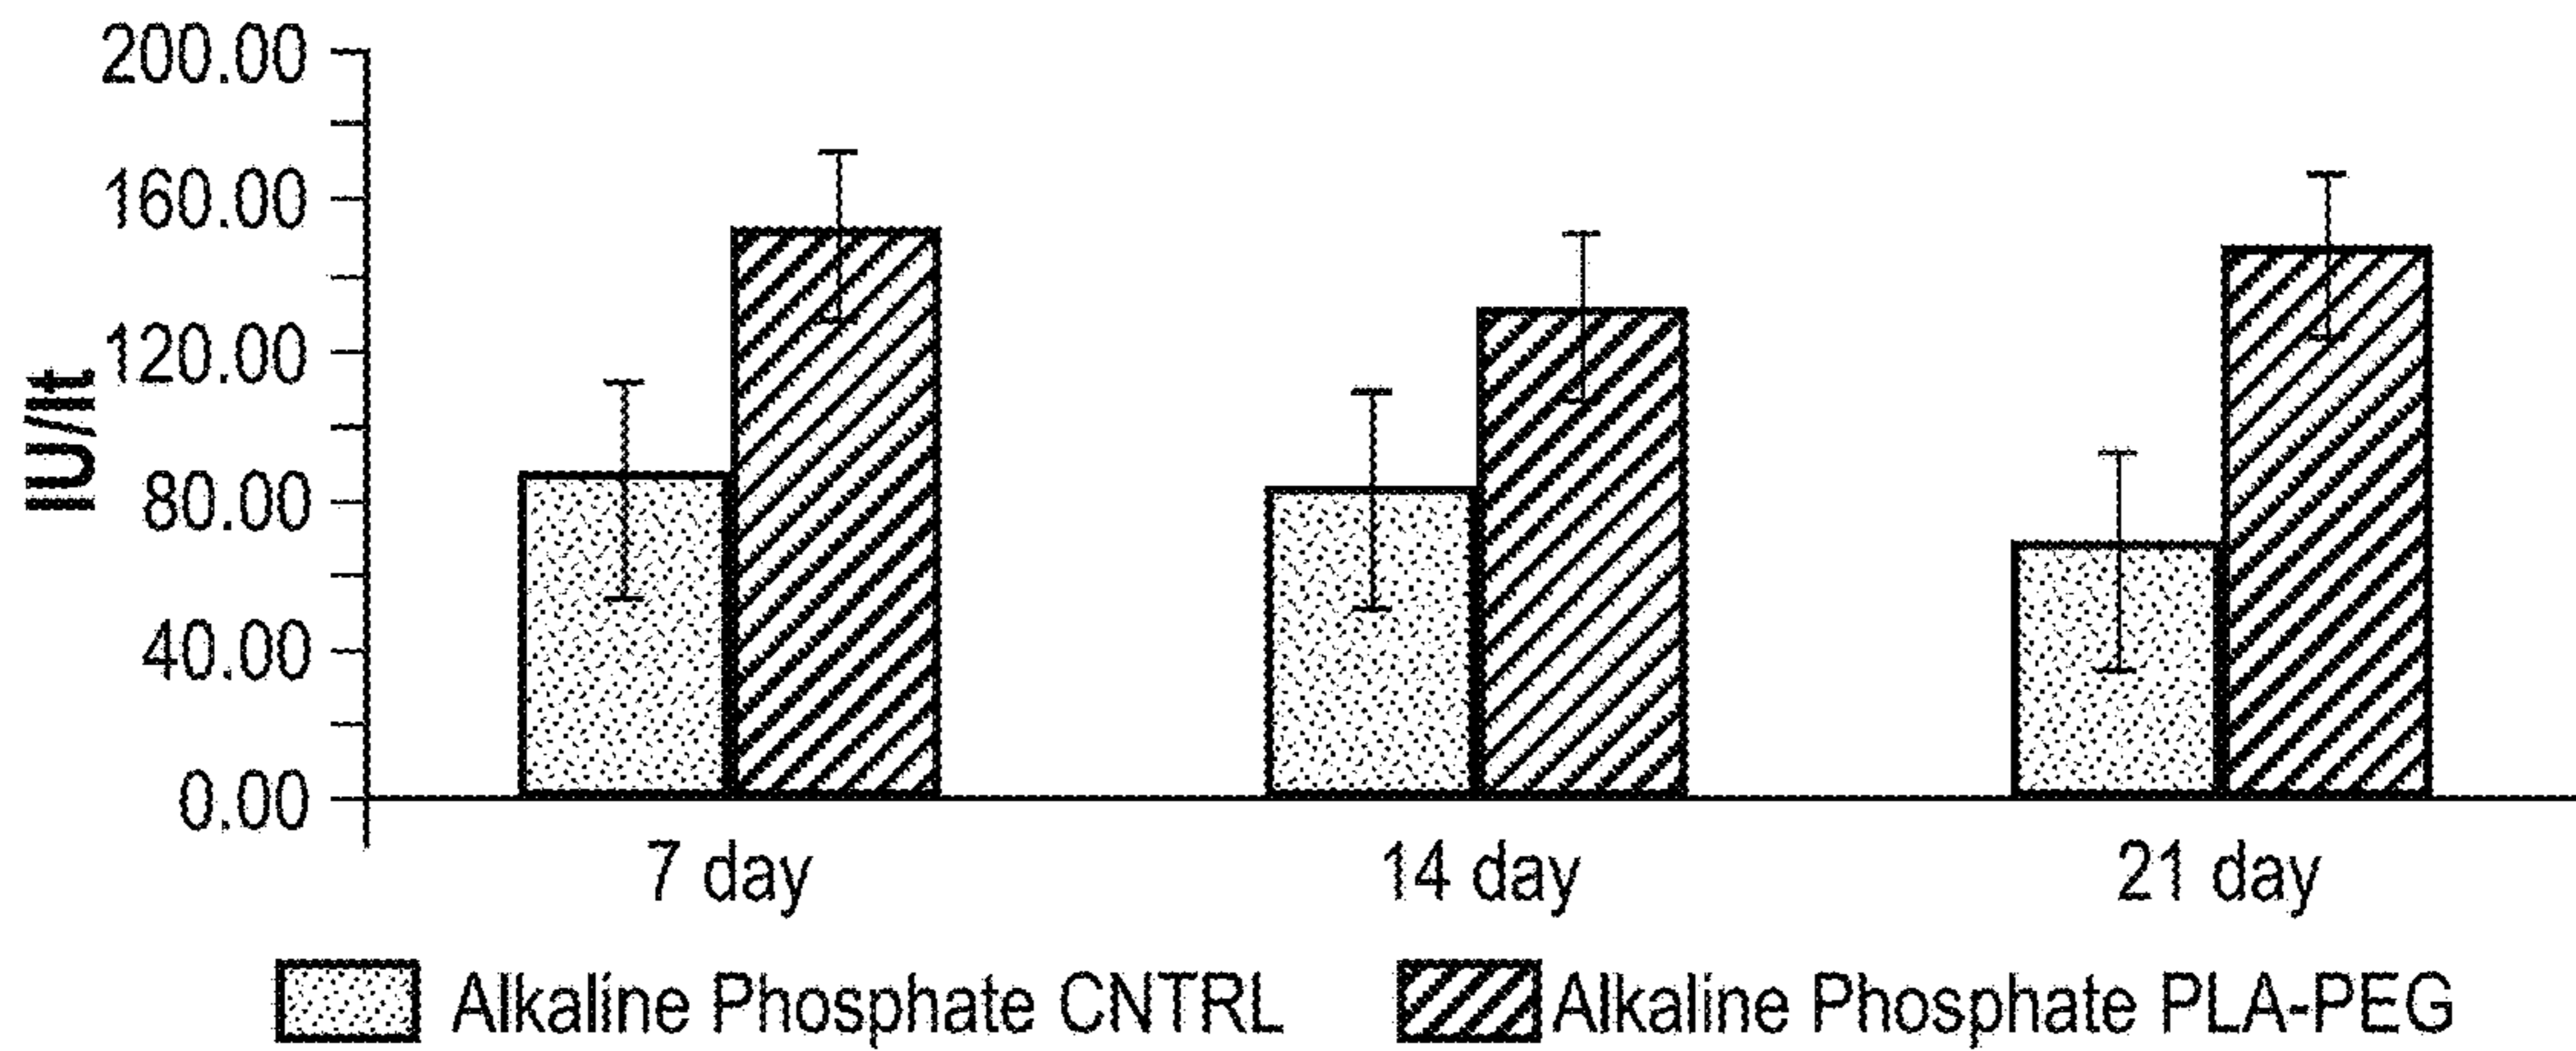 200.00
160.00
120.00
80.00
40.00
0.00
IU/lt
7 day 14 day 21 day
Alkaline Phosphate CNTRL Alkaline Phosphate PLA-PEG